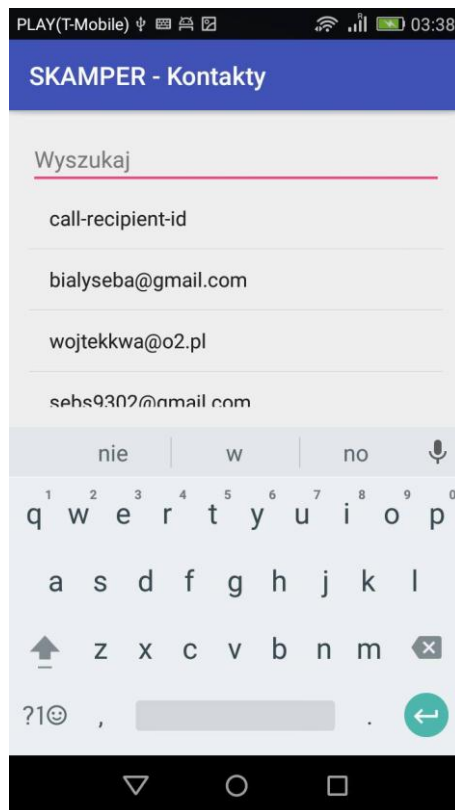 PLAY(T-Mobile) R 03:38
SKAMPER - Kontakty
Wyszukaj
call-recipient-id
bialyseba@gmail.com
wojtekkwa@o2.pl
sebs9302@gmail.com
nie w no
1 2 3 4 5 6 7 8 9 0
q w e r t y u i o p
a s d f g h j k l
z x c v b n m
?1☺ , .